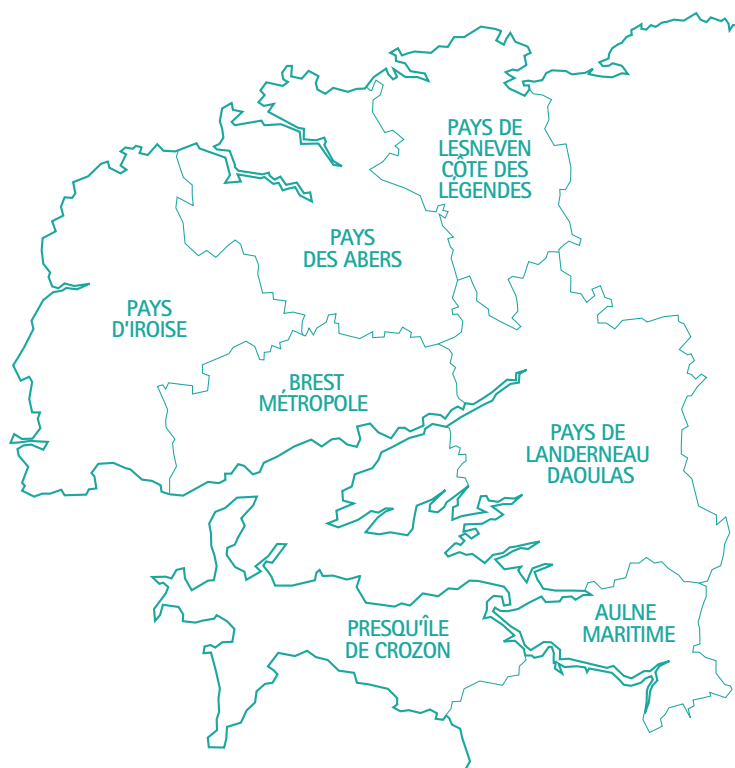 PAYS DE
LESNEVEN
CÔTE DES
LÉGENDES
PAYS
DES ABERS
PAYS
D'IROISE
BREST
MÉTROPOLE
PAYS DE
LANDERNEAU
DAOULAS
AULNE
MARITIME
PRESQU'ÎLE
DE CROZON